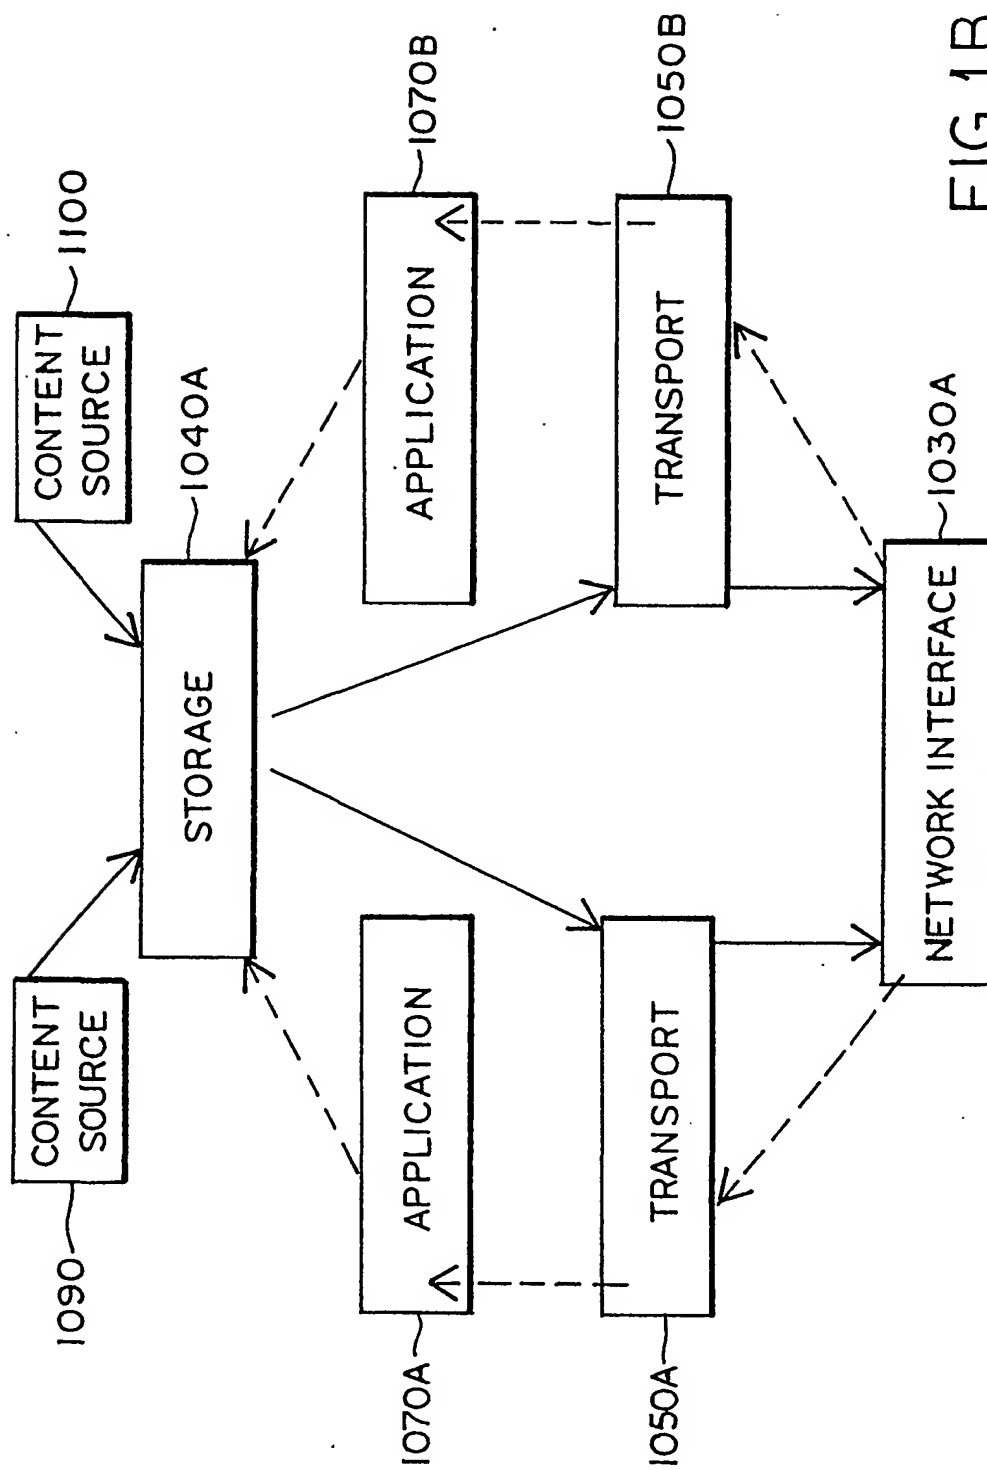 1090
CONTENT
SOURCE
CONTENT
SOURCE
1100
STORAGE
1040A
1070A
APPLICATION
APPLICATION
1070B
1050A
TRANSPORT
TRANSPORT
1050B
NETWORK INTERFACE
1030A
FIG.1B